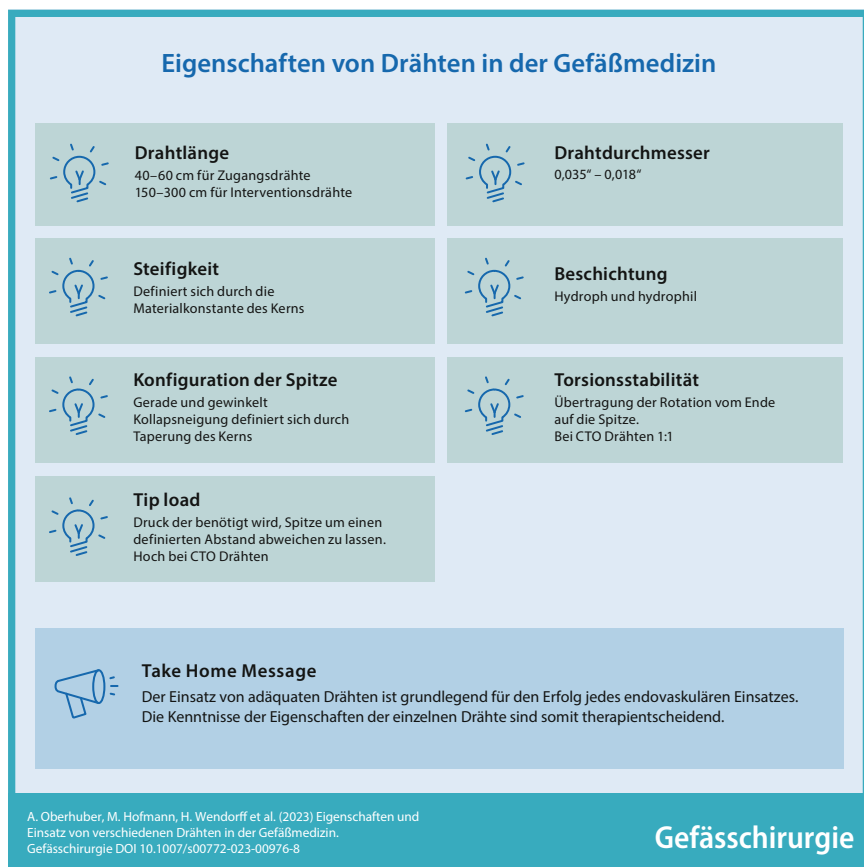 Eigenschaften von Drähten in der Gefäßmedizin
Drahtlänge
40–60 cm für Zugangsdrähte
150–300 cm für Interventionsdrähte
Drahtdurchmesser
0,035“ – 0,018“
Steifigkeit
Definiert sich durch die
Materialkonstante des Kerns
Beschichtung
Hydroph und hydrophil
Konfiguration der Spitze
Gerade und gewinkelt
Kollapsneigung definiert sich durch
Taperung des Kerns
Torsionsstabilität
Übertragung der Rotation vom Ende
auf die Spitze.
Bei CTO Drähten 1:1
Tip load
Druck der benötigt wird, Spitze um einen
definierten Abstand abweichen zu lassen.
Hoch bei CTO Drähten
Take Home Message
Der Einsatz von adäquaten Drähten ist grundlegend für den Erfolg jedes endovaskulären Einsatzes.
Die Kenntnisse der Eigenschaften der einzelnen Drähte sind somit therapientscheidend.
A. Oberhuber, M. Hofmann, H. Wendorff et al. (2023) Eigenschaften und
Einsatz von verschiedenen Drähten in der Gefäßmedizin.
Gefässchirurgie DOI 10.1007/s00772-023-00976-8
Gefässchirurgie